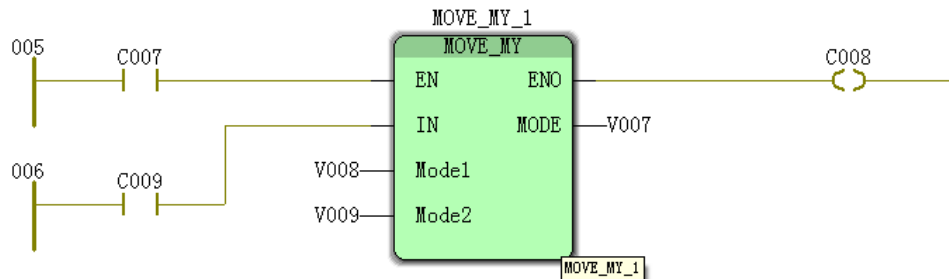 MOVE_MY_1
005
C007
MOVE_MY
C008
EN
ENO
IN
MODE
V007
006
C009
V008
Mode1
V009
Mode2
MOVE_MY_1